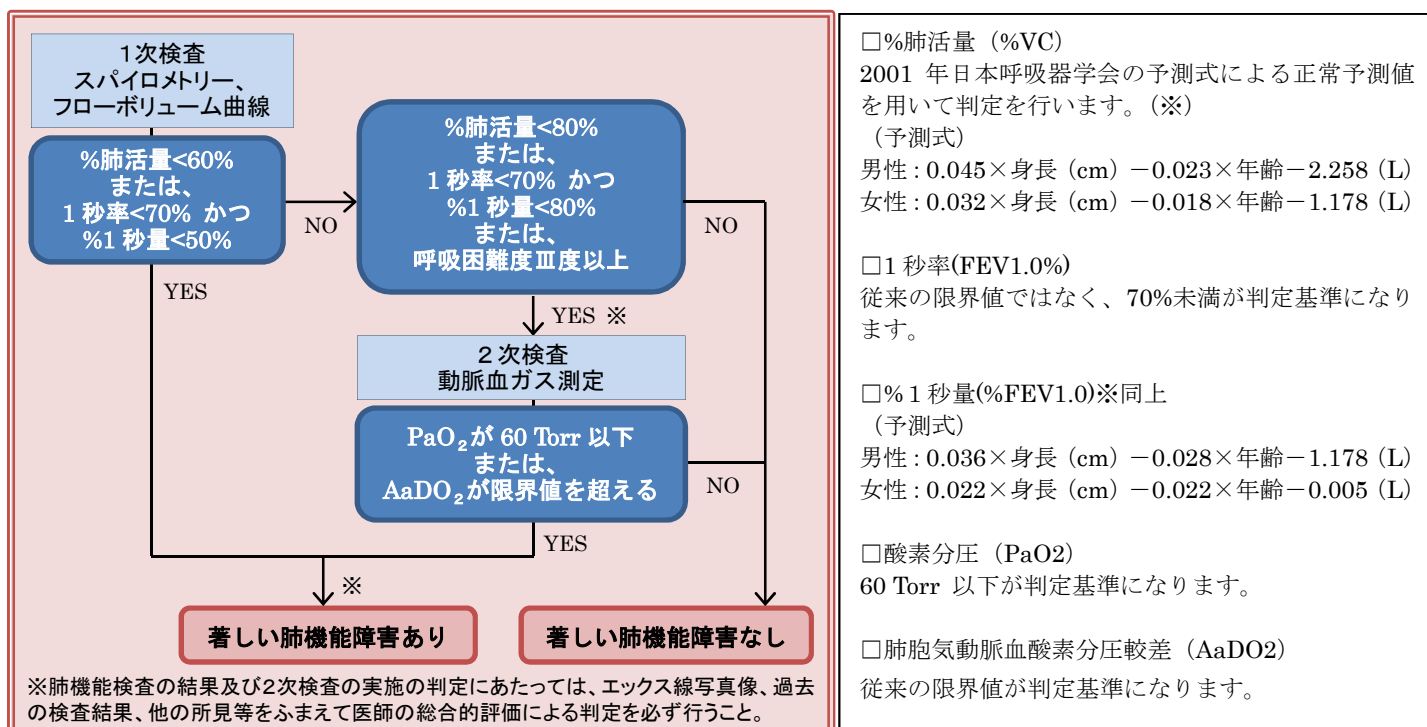 1次検査
スパイロメトリー、
フローボリューム曲線
%肺活量<60%
または、
1秒率<70% かつ
%1秒量<50%
NO
YES
%肺活量<80%
または、
1秒率<70% かつ
%1秒量<80%
または、
呼吸困難度Ⅲ度以上
NO
YES ※
2次検査
動脈血ガス測定
PaO₂が 60 Torr 以下
または、
AaDO₂が限界値を超える
NO
YES
※
著しい肺機能障害あり
著しい肺機能障害なし
※肺機能検査の結果及び2次検査の実施の判定にあたっては、エックス線写真像、過去
の検査結果、他の所見等をふまえて医師の総合的評価による判定を必ず行うこと。
□%肺活量（%VC）
2001 年日本呼吸器学会の予測式による正常予測値
を用いて判定を行います。（※）
（予測式）
男性：0.045×身長（cm）－0.023×年齢－2.258（L）
女性：0.032×身長（cm）－0.018×年齢－1.178（L）
□1 秒率(FEV1.0%)
従来の限界値ではなく、70%未満が判定基準になり
ます。
□%１秒量(%FEV1.0)※同上
（予測式）
男性：0.036×身長（cm）－0.028×年齢－1.178（L）
女性：0.022×身長（cm）－0.022×年齢－0.005（L）
□酸素分圧（PaO2）
60 Torr 以下が判定基準になります。
□肺胞気動脈血酸素分圧較差（AaDO2）
従来の限界値が判定基準になります。